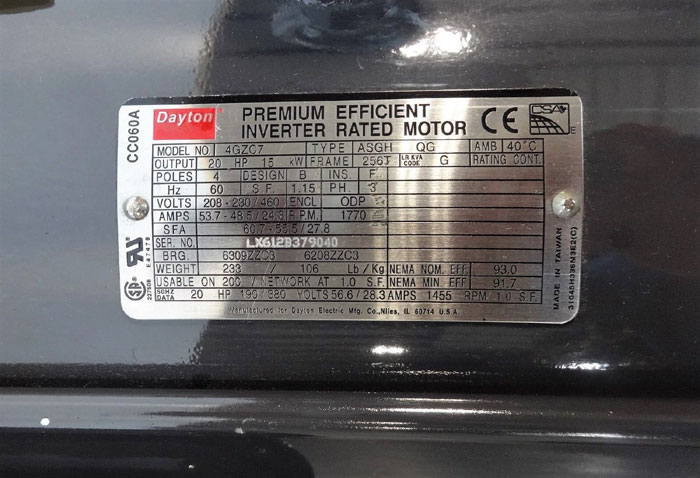 Dayton PREMIUM EFFICIENT
INVERTER RATED MOTOR CE CSA
E
CC060A
MODEL NO. 4GZC7 TYPE ASGH QG AMB 40°C
OUTPUT 20 HP 15 kW FRAME 256T LR KVA CODE G RATING CONT.
POLES 4 DESIGN B INS. F
Hz 60 S.F. 1.15 PH. 3
VOLTS 208-230/460 ENCL ODP
AMPS 53.7-48.5/24.3 R.P.M. 1770
SFA 60.7-55.5/27.8
SER. NO. LX612B379040
BRG. 6309ZZC3 6208ZZC3
WEIGHT 233 // 106 Lb/Kg NEMA NOM. EFF 93.0
USABLE ON 200 V NETWORK AT 1.0 S.F. NEMA MIN. EFF 91.7
50HZ DATA 20 HP 190/380 VOLTS 56.6/28.3 AMPS 1455 RPM 1.0 S.F.
Manufactured for Dayton Electric Mfg. Co., Niles, IL 60714 U.S.A.
MADE IN TAIWAN